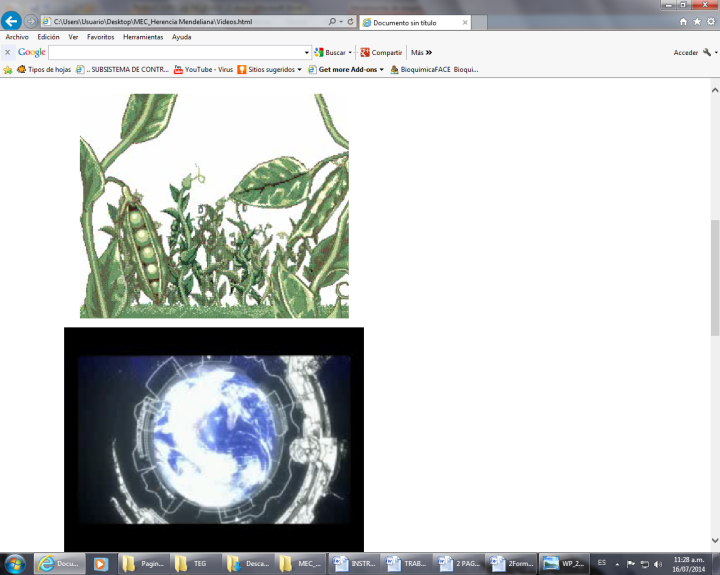 C:\Users\Usuario\Desktop\MEC_Herencia Mendeliana\Videos.html
Documento sin título
Archivo Edición Ver Favoritos Herramientas Ayuda
Google Buscar Compartir Más Acceder
Tipos de hojas .. SUBSISTEMA DE CONTR... YouTube - Virus Sitios sugeridos Get more Add-ons BioquimicaFACE Bioqui...
Docu... Pagin... TEG Desca... MEC_... INSTR... TRAB... 2 PAG... 2Form... WP_2... ES 11:28 a.m.
16/07/2014